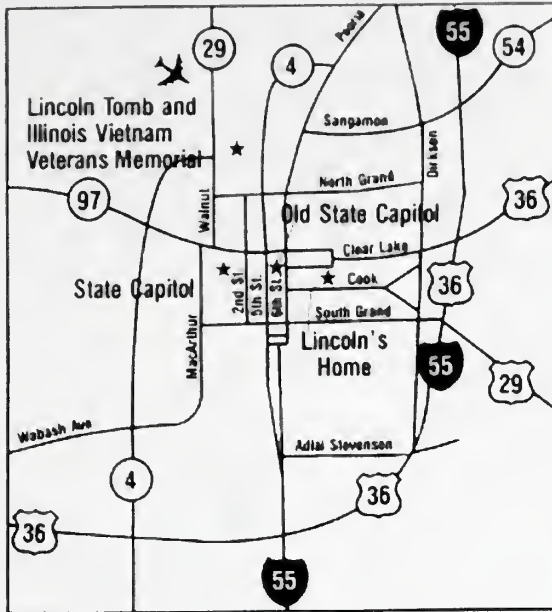 55
29
4
Peoria
54
Lincoln Tomb and
Illinois Vietnam
Veterans Memorial
Sangamon
Dirksen
97
Walnut
North Grand
Old State Capitol
36
Clear Lake
State Capitol
2nd St.
5th St.
6th St.
Cook
36
South Grand
MacArthur
Lincoln's
Home
55
29
Wabash Ave
Adlai Stevenson
4
36
36
55